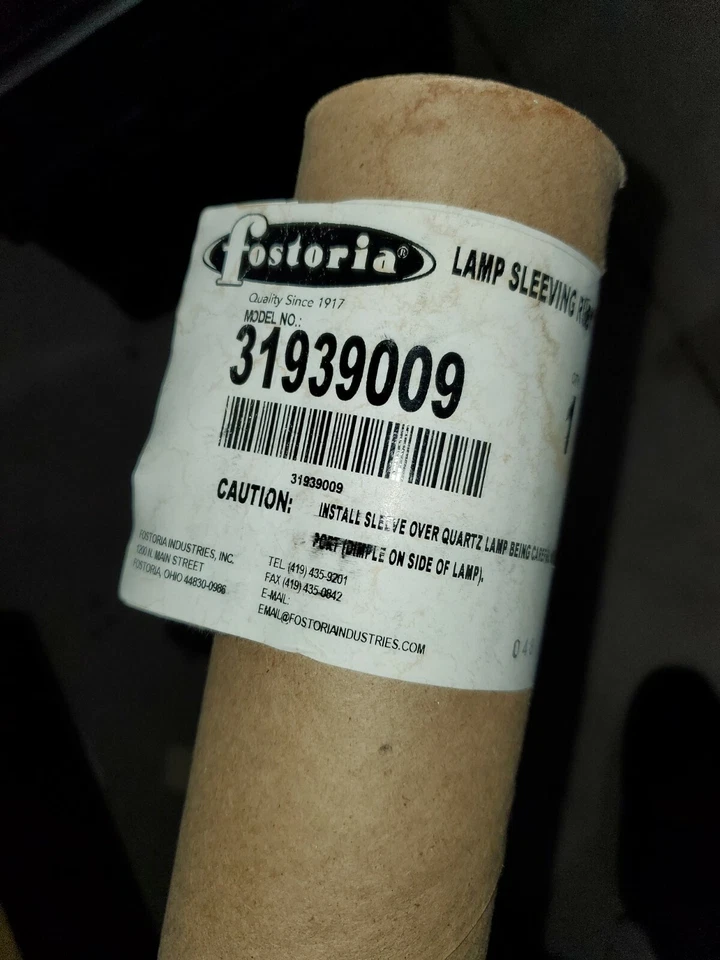 fostoria®
LAMP SLEEVING
Quality Since 1917
MODEL NO.:
31939009
1
31939009
CAUTION:
INSTALL SLEEVE OVER QUARTZ LAMP BEING
PORT (DIMPLE ON SIDE OF LAMP).
FOSTORIA INDUSTRIES, INC.
1200 N. MAIN STREET
FOSTORIA, OHIO 44830-0986
TEL (419) 435-9201
FAX (419) 435-0842
E-MAIL:
EMAIL@FOSTORIAINDUSTRIES.COM